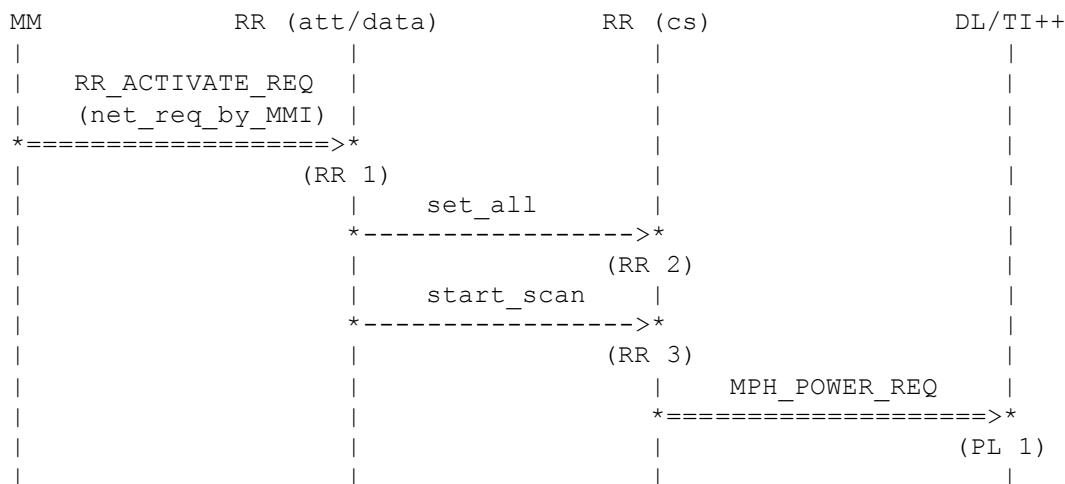 MM RR (att/data) RR (cs) DL/TI++
| | | |
| RR_ACTIVATE_REQ | | |
| (net_req_by_MMI) | | |
*===================>* | |
| (RR 1) | |
| | set_all | |
| *----------------->* |
| | (RR 2) |
| | start_scan | |
| *----------------->* |
| | (RR 3) |
| | | MPH_POWER_REQ |
| | *====================>*
| | | (PL 1)
| | | |